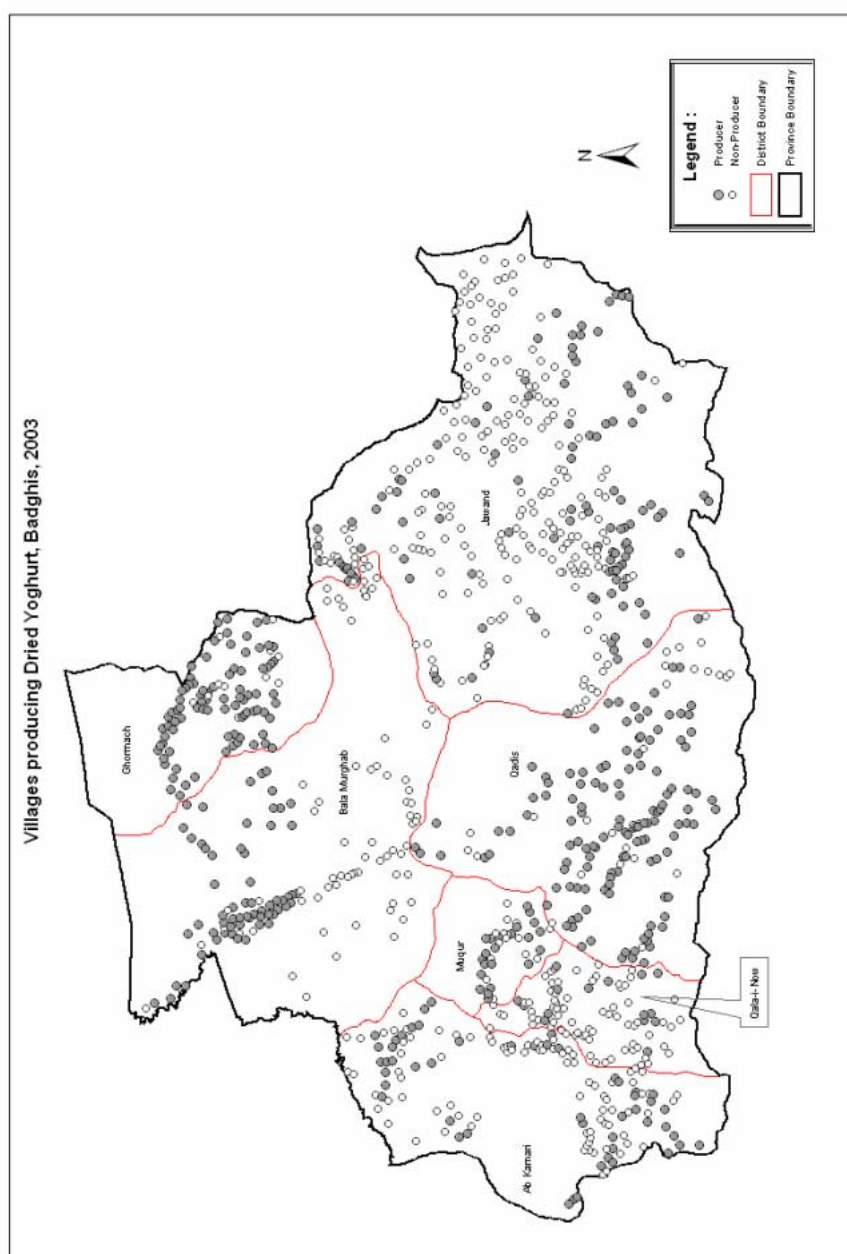 Villages producing Dried Yoghurt, Badghis, 2003
Ghormach
Bala Murghab
Jawand
Qadis
Muqur
Ab Kamari
Qala-i-Now
N
Legend :
Producer
Non-Producer
District Boundary
Province Boundary